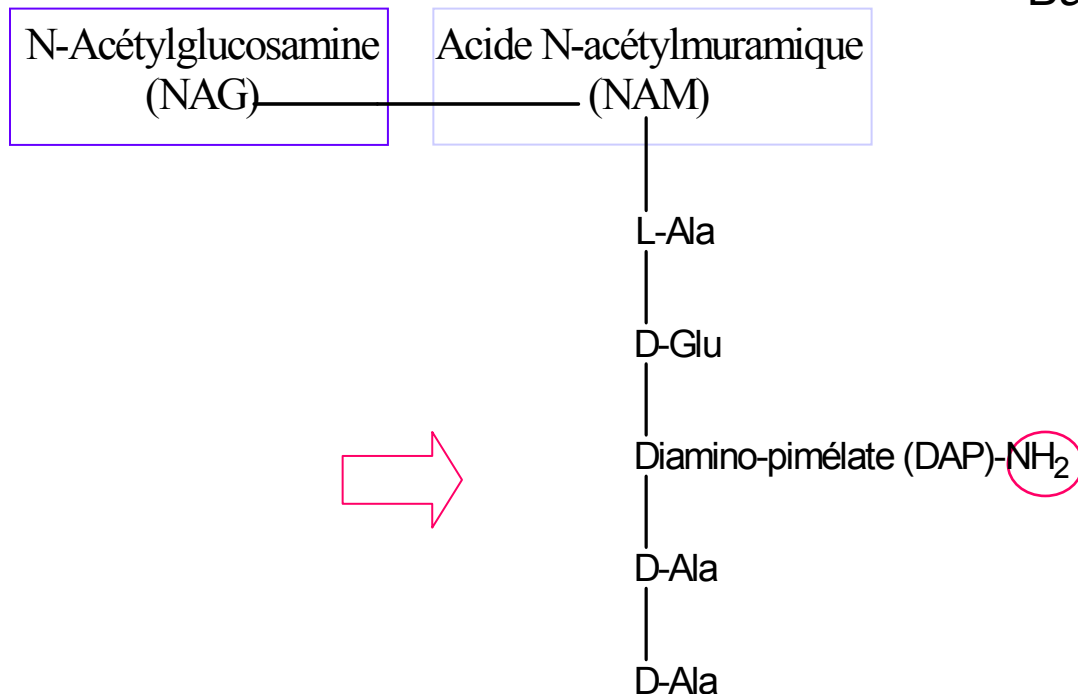 N-Acétylglucosamine
(NAG)
Acide N-acétylmuramique
(NAM)
L-Ala
D-Glu
Diamino-pimélate (DAP)-NH2
D-Ala
D-Ala